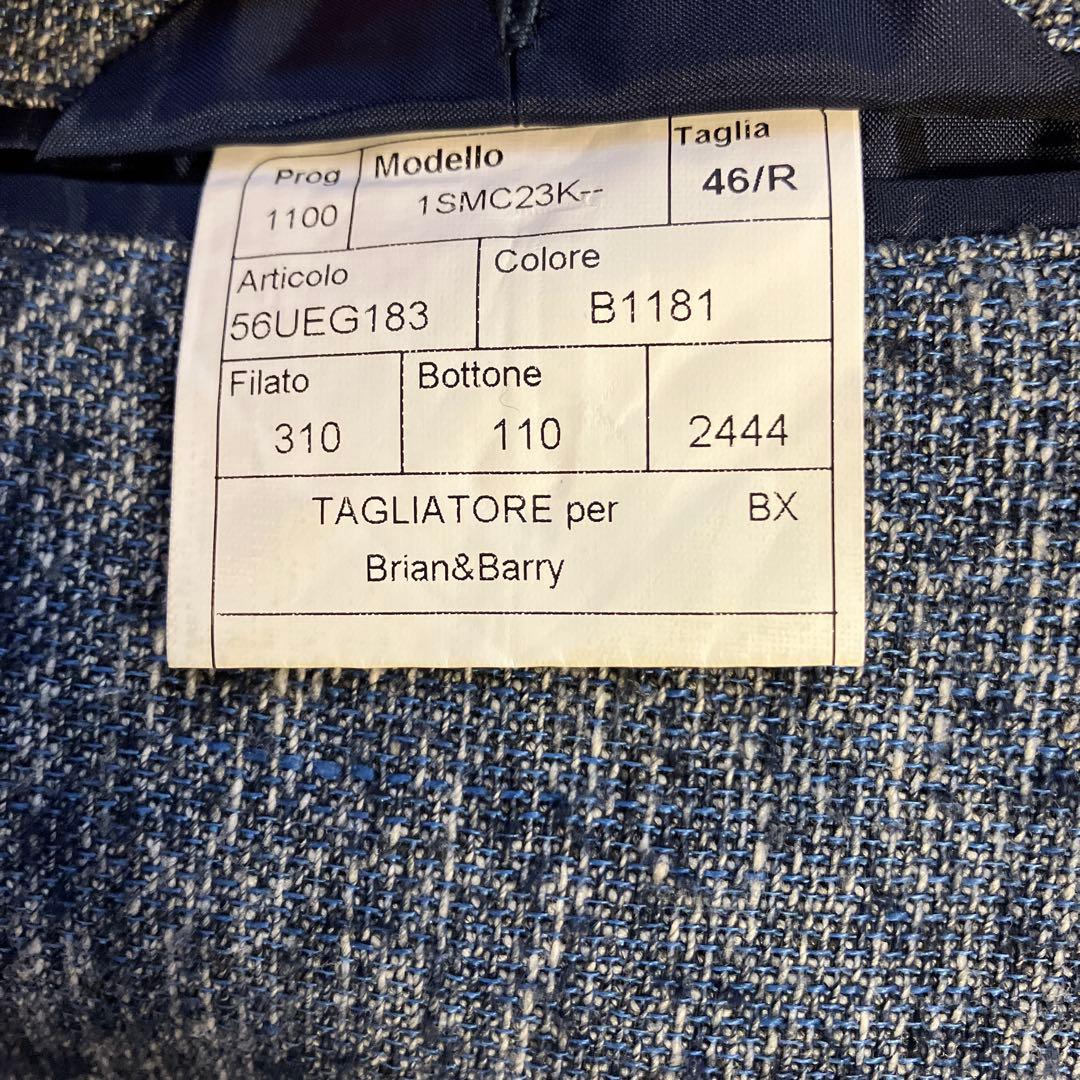 Prog Modello Taglia
1100 1SMC23K-- 46/R
Articolo Colore
56UEG183 B1181
Filato Bottone
310 110 2444
TAGLIATORE per BX
Brian&Barry